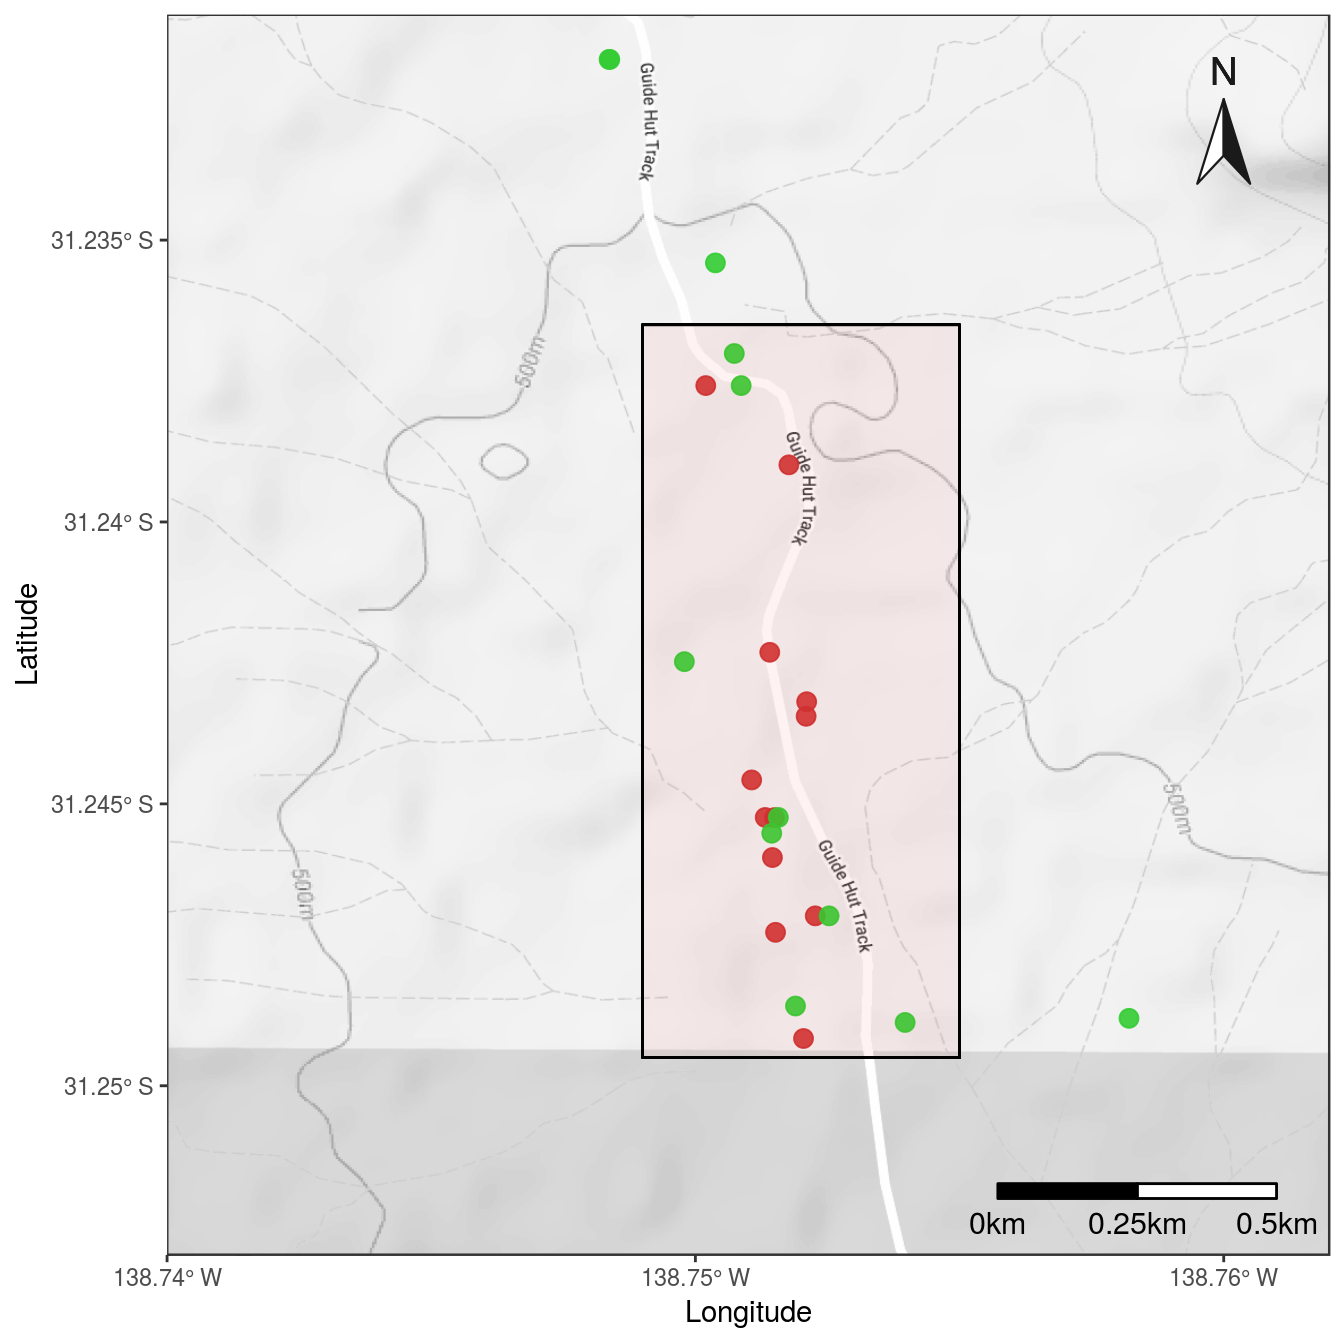 N
Guide Hut Track
31.235° S
500m
Guide Hut Track
31.24° S
Latitude
31.245° S
500m
Guide Hut Track
500m
31.25° S
0km 0.25km 0.5km
138.74° W 138.75° W 138.76° W
Longitude